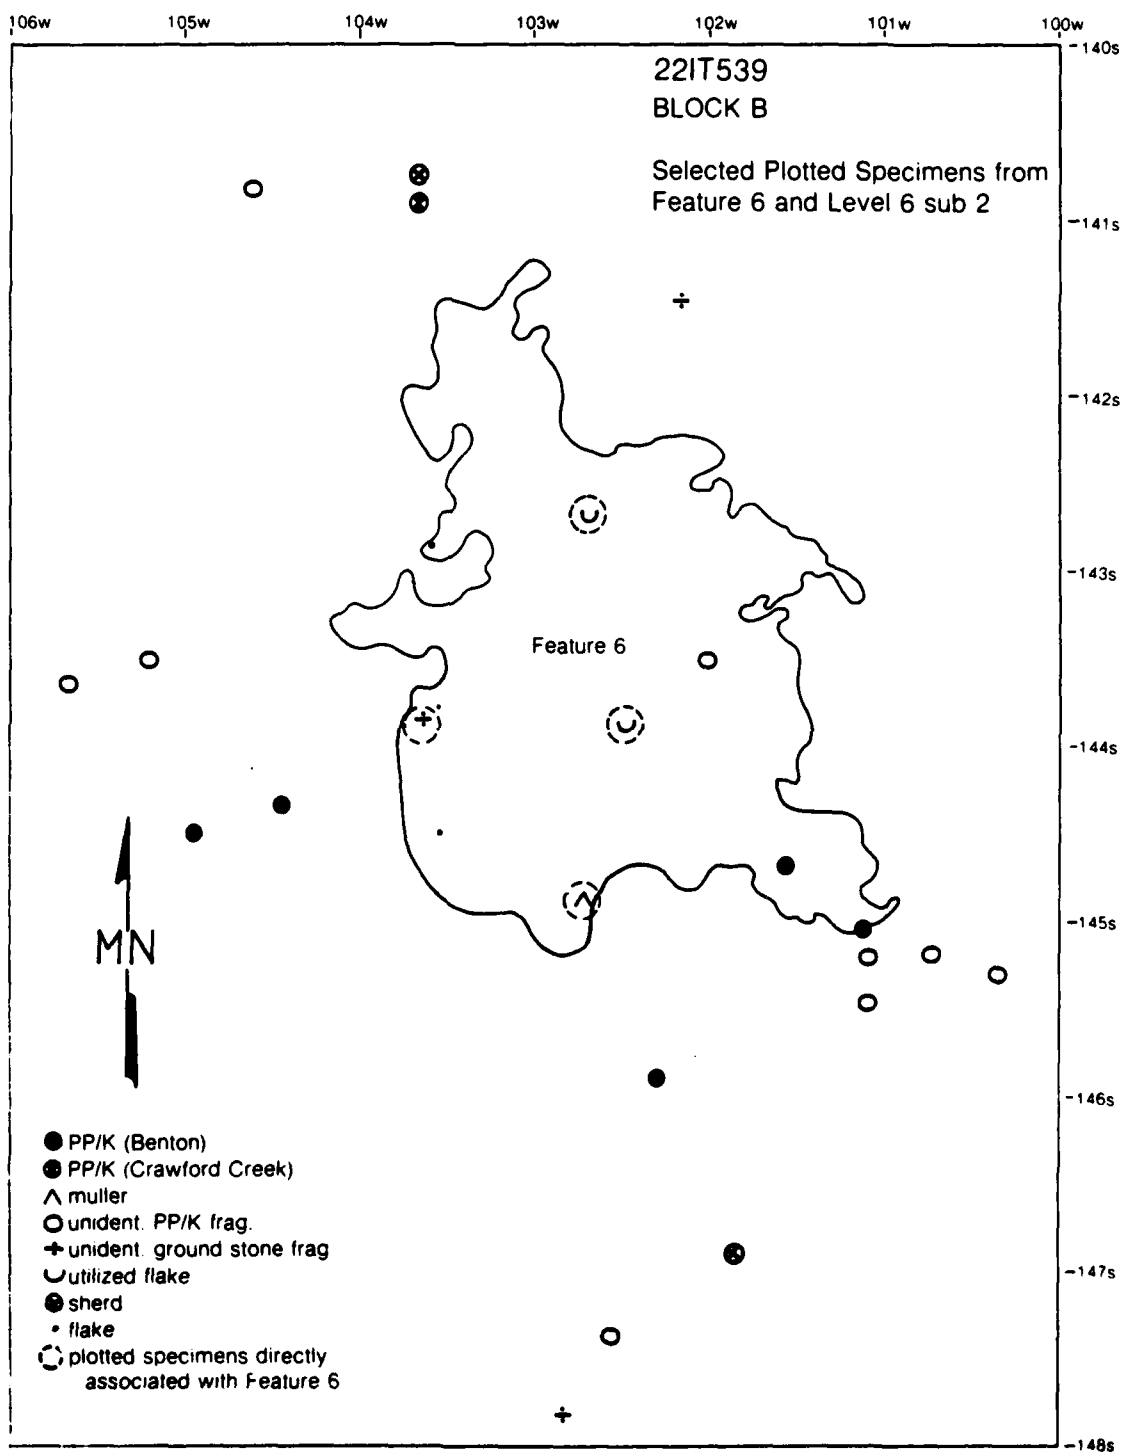 106w 105w 104w 103w 102w 101w 100w
-140s
22IT539
BLOCK B
Selected Plotted Specimens from
Feature 6 and Level 6 sub 2
-141s
-142s
-143s
Feature 6
-144s
-145s
MN
-146s
PP/K (Benton)
PP/K (Crawford Creek)
muller
unident. PP/K frag.
unident. ground stone frag
utilized flake
-147s
sherd
flake
plotted specimens directly
associated with Feature 6
-148s